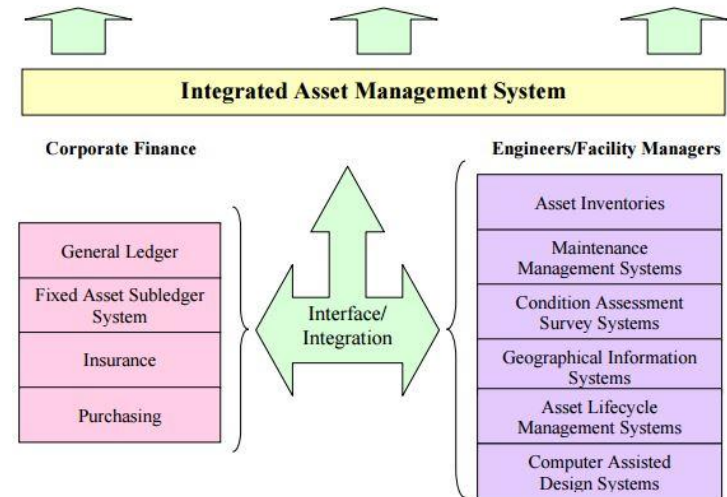 Integrated Asset Management System
Corporate Finance
Engineers/Facility Managers
General Ledger
Fixed Asset Subledger
System
Insurance
Purchasing
Interface/
Integration
Asset Inventories
Maintenance
Management Systems
Condition Assessment
Survey Systems
Geographical Information
Systems
Asset Lifecycle
Management Systems
Computer Assisted
Design Systems